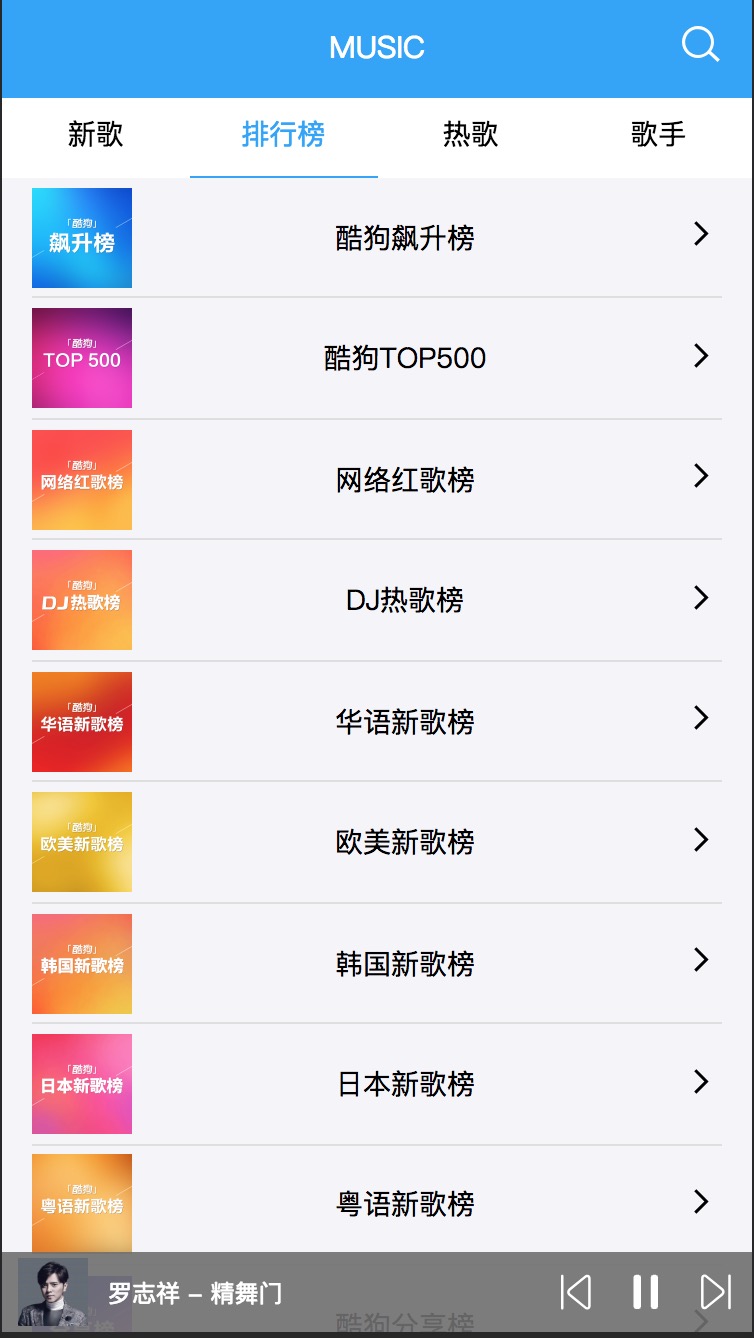 MUSIC
新歌
排行榜
热歌
歌手
「酷狗」
飙升榜
酷狗飙升榜
「酷狗」
TOP 500
酷狗TOP500
「酷狗」
网络红歌榜
网络红歌榜
「酷狗」
DJ热歌榜
DJ热歌榜
「酷狗」
华语新歌榜
华语新歌榜
「酷狗」
欧美新歌榜
欧美新歌榜
「酷狗」
韩国新歌榜
韩国新歌榜
「酷狗」
日本新歌榜
日本新歌榜
「酷狗」
粤语新歌榜
粤语新歌榜
罗志祥 – 精舞门
酷狗分享榜